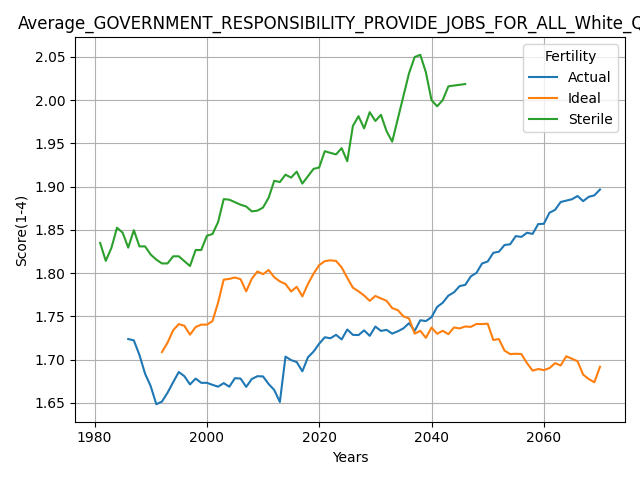 Average_GOVERNMENT_RESPONSIBILITY_PROVIDE_JOBS_FOR_ALL_White_Q
Fertility
Actual
Ideal
Sterile
2.05
2.00
1.95
1.90
1.85
1.80
1.75
1.70
1.65
Score(1-4)
1980 2000 2020 2040 2060
Years